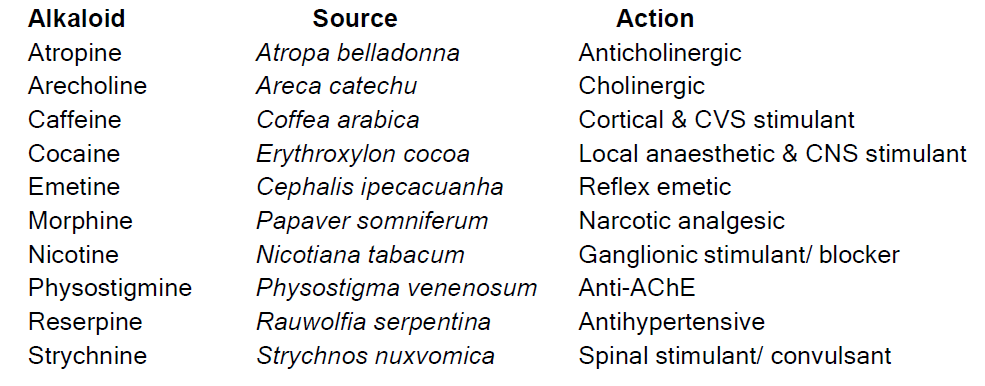 Alkaloid Source Action
Atropine Atropa belladonna Anticholinergic
Arecholine Areca catechu Cholinergic
Caffeine Coffea arabica Cortical & CVS stimulant
Cocaine Erythroxylon cocoa Local anaesthetic & CNS stimulant
Emetine Cephalis ipecacuanha Reflex emetic
Morphine Papaver somniferum Narcotic analgesic
Nicotine Nicotiana tabacum Ganglionic stimulant/ blocker
Physostigmine Physostigma venenosum Anti-AChE
Reserpine Rauwolfia serpentina Antihypertensive
Strychnine Strychnos nuxvomica Spinal stimulant/ convulsant